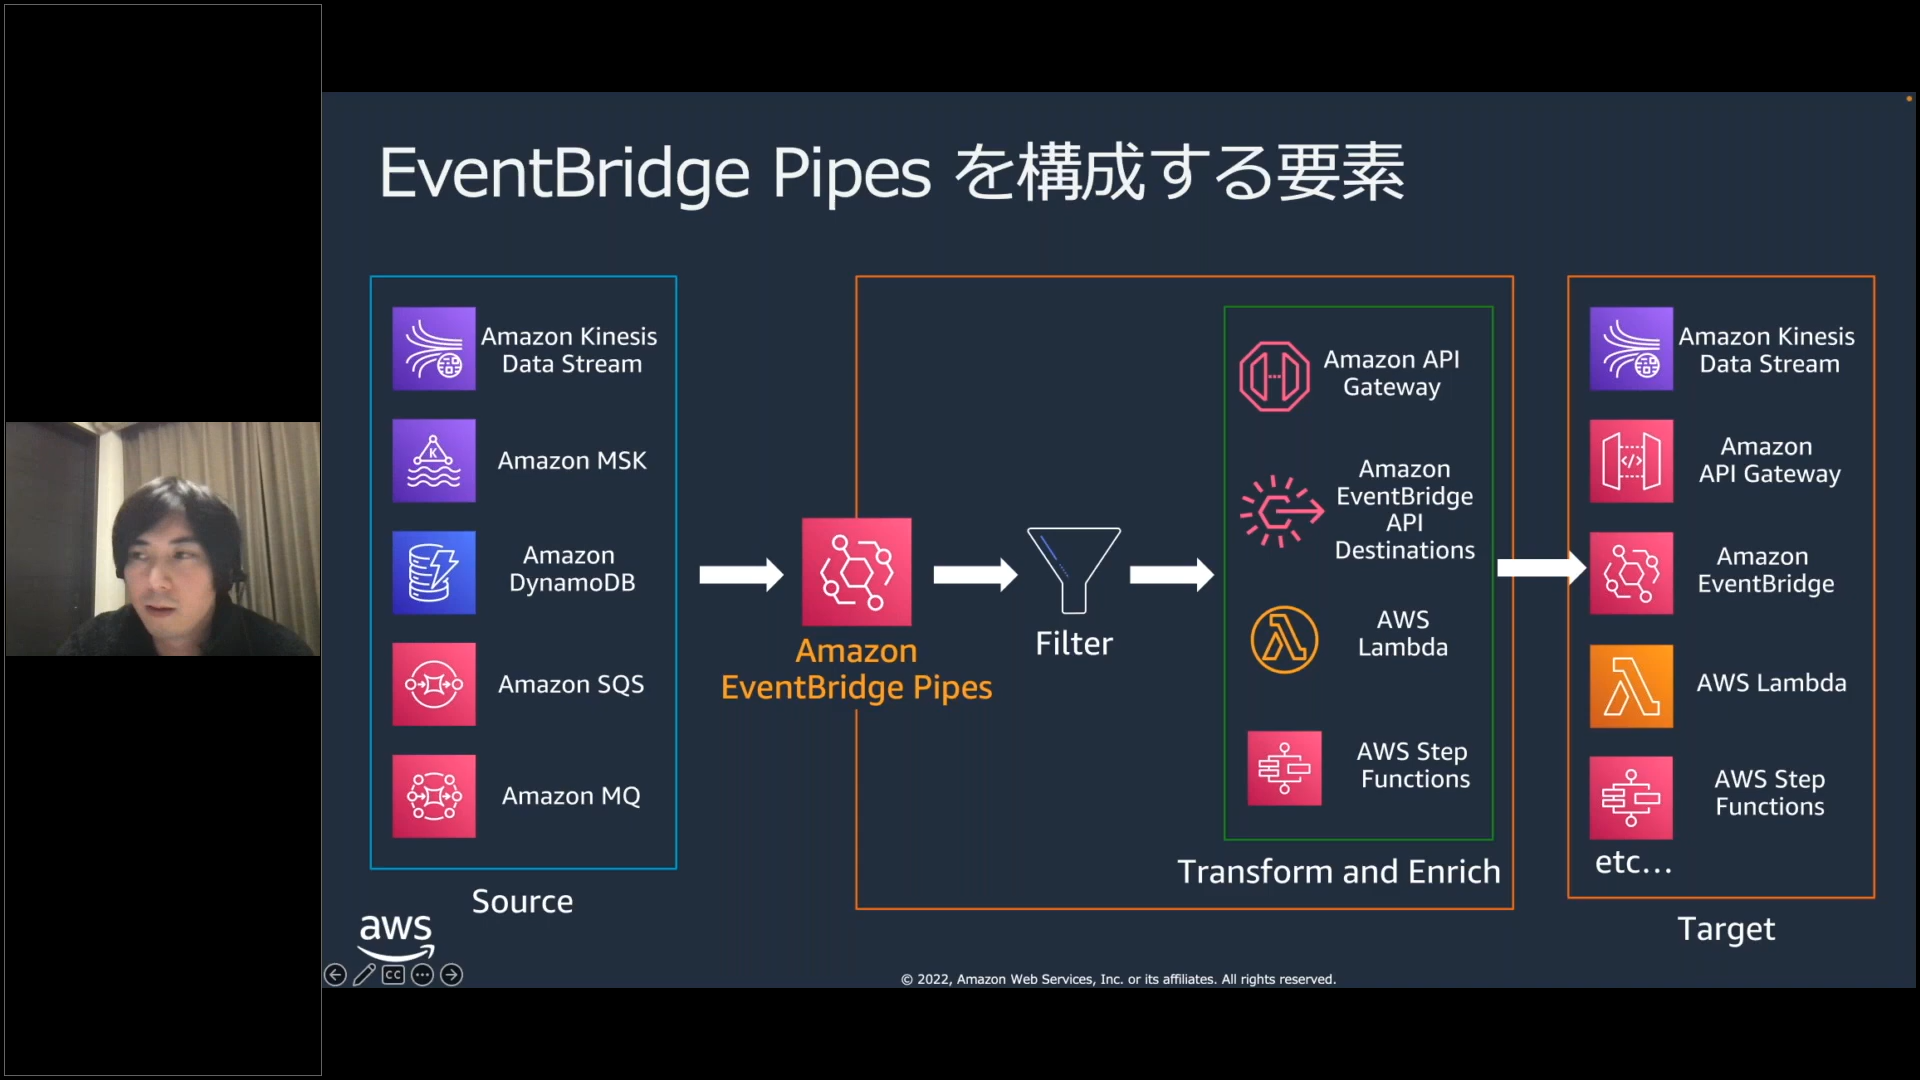 EventBridge Pipes を構成する要素
Amazon Kinesis
Data Stream
Amazon MSK
K
Amazon
DynamoDB
Amazon SQS
Amazon MQ
Source
Amazon
EventBridge Pipes
Filter
Amazon API
Gateway
Amazon
EventBridge
API
Destinations
AWS
Lambda
AWS Step
Functions
Transform and Enrich
Amazon Kinesis
Data Stream
</>
Amazon
API Gateway
Amazon
EventBridge
AWS Lambda
AWS Step
Functions
etc...
Target
aws
CC
© 2022, Amazon Web Services, Inc. or its affiliates. All rights reserved.